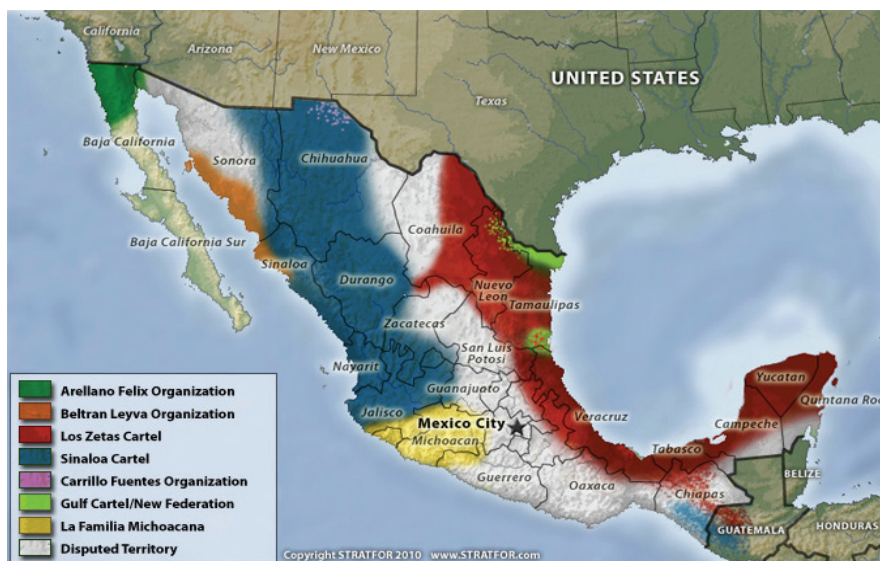 California
Arizona
New Mexico
UNITED STATES
Texas
Baja California
Sonora
Chihuahua
Baja California Sur
Coahuila
Sinaloa
Durango
Nuevo
Leon
Tamaulipas
Zacatecas
San Luis
Potosi
Nayarit
Guanajuato
Jalisco
Mexico City
Michoacan
Veracruz
Yucatan
Quintana Roo
Campeche
Tabasco
Guerrero
Oaxaca
Chiapas
BELIZE
GUATEMALA
HONDURAS
Arellano Felix Organization
Beltran Leyva Organization
Los Zetas Cartel
Sinaloa Cartel
Carrillo Fuentes Organization
Gulf Cartel/New Federation
La Familia Michoacana
Disputed Territory
Copyright STRATFOR 2010 www.STRATFOR.com